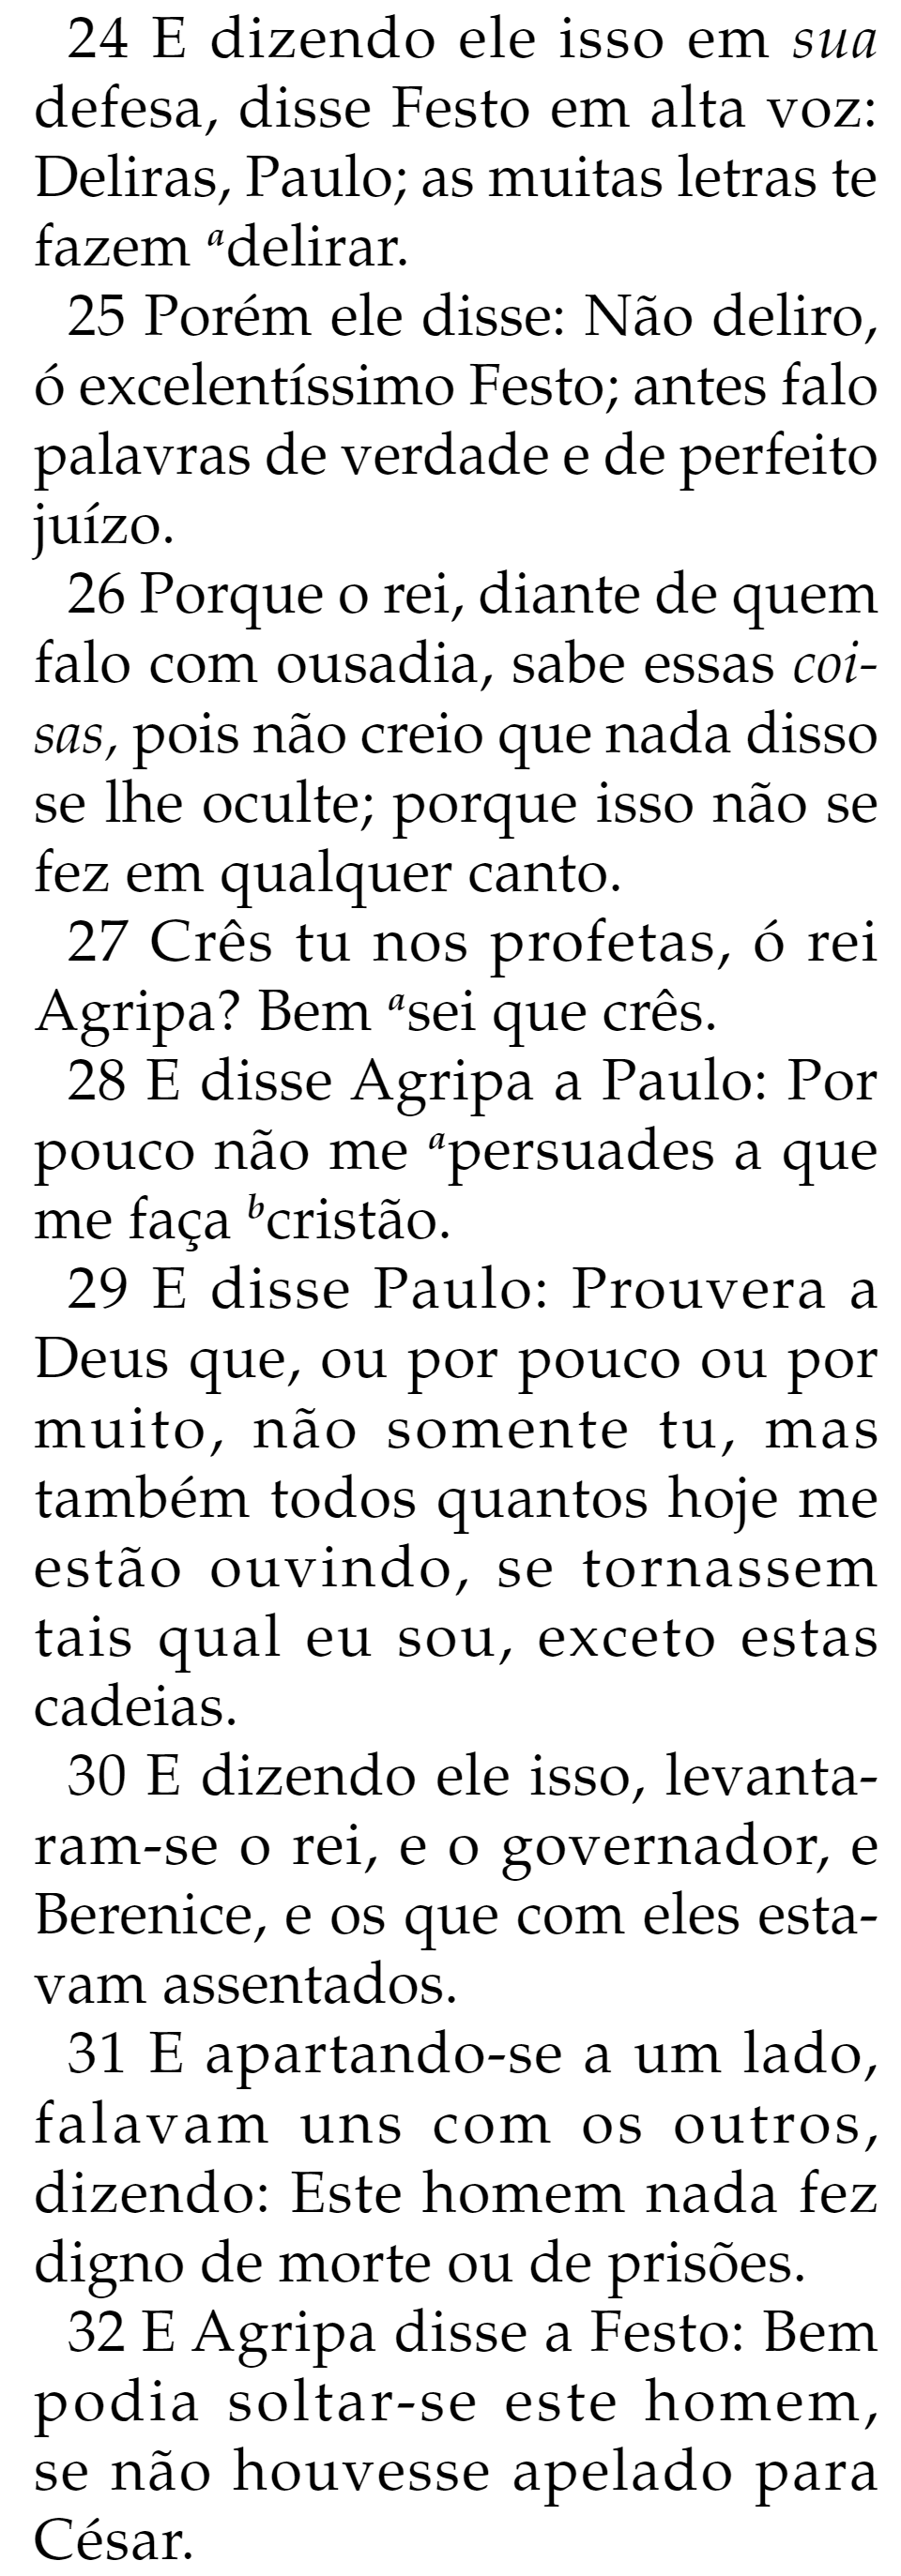 24 E dizendo ele isso em sua
defesa, disse Festo em alta voz:
Deliras, Paulo; as muitas letras te
fazem ᵃdelirar.
25 Porém ele disse: Não deliro,
ó excelentíssimo Festo; antes falo
palavras de verdade e de perfeito
juízo.
26 Porque o rei, diante de quem
falo com ousadia, sabe essas coi-
sas, pois não creio que nada disso
se lhe oculte; porque isso não se
fez em qualquer canto.
27 Crês tu nos profetas, ó rei
Agripa? Bem ᵃsei que crês.
28 E disse Agripa a Paulo: Por
pouco não me ᵃpersuades a que
me faça ᵇcristão.
29 E disse Paulo: Prouvera a
Deus que, ou por pouco ou por
muito, não somente tu, mas
também todos quantos hoje me
estão ouvindo, se tornassem
tais qual eu sou, exceto estas
cadeias.
30 E dizendo ele isso, levanta-
ram-se o rei, e o governador, e
Berenice, e os que com eles esta-
vam assentados.
31 E apartando-se a um lado,
falavam uns com os outros,
dizendo: Este homem nada fez
digno de morte ou de prisões.
32 E Agripa disse a Festo: Bem
podia soltar-se este homem,
se não houvesse apelado para
César.